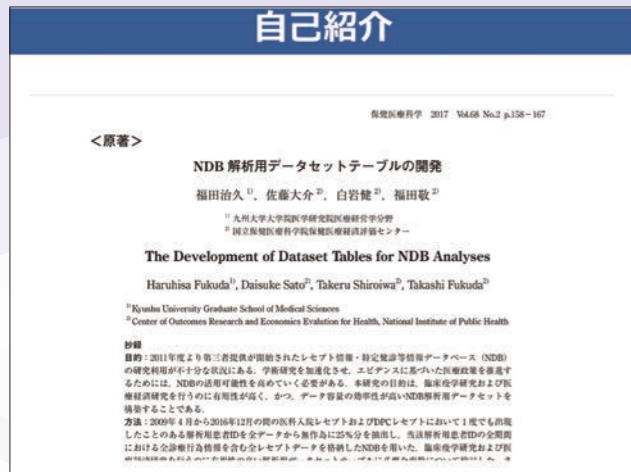 自己紹介
保健医療科学 2017 Vol.68 No.2 p.158−167
<原著>
NDB 解析用データセットテーブルの開発
福田治久 1)，佐藤大介 2)，白岩健 2)，福田敬 2)
1) 九州大学大学院医学研究院医療経営学分野
2) 国立保健医療科学院保健医療経済評価センター
The Development of Dataset Tables for NDB Analyses
Haruhisa Fukuda1), Daisuke Sato2), Takeru Shiroiwa2), Takashi Fukuda2)
1) Kyushu University Graduate School of Medical Sciences
2) Center of Outcomes Research and Economics Evalution for Health, National Institute of Public Health
抄録
目的：2011年度より第三者提供が開始されたレセプト情報・特定健診等情報データベース（NDB）
の研究利用が不十分な状況にある．学術研究を加速化させ，エビデンスに基づいた医療政策を推進す
るためには，NDBの活用可能性を高めていく必要がある．本研究の目的は，臨床疫学研究および医
療経済研究を行うのに有用性が高く，かつ，データ容量の効率性が高いNDB解析用データセットを
構築することである．
方法：2009年4月から2016年12月の間の医科入院レセプトおよびDPCレセプトにおいて1度でも出現
したことのある解析用患者IDを全データから無作為に25%分を抽出し，当該解析用患者IDの全期間
における全診療行為情報を含む全レセプトデータを格納したNDBを用いた．臨床疫学研究および医